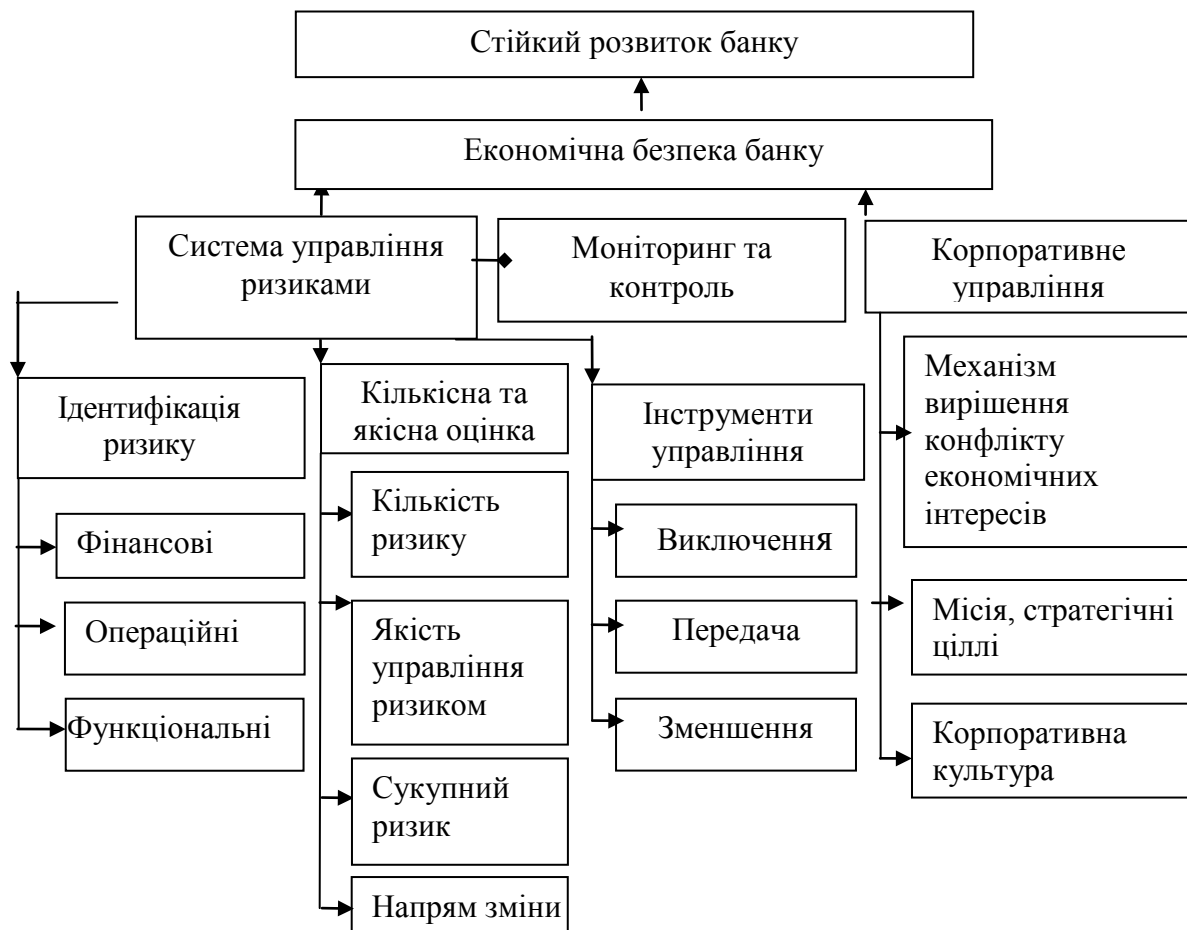 Стійкий розвиток банку
Економічна безпека банку
Система управління
ризиками
Моніторинг та
контроль
Корпоративне
управління
Ідентифікація
ризику
Фінансові
Операційні
Функціональні
Кількісна та
якісна оцінка
Кількість
ризику
Якість
управління
ризиком
Сукупний
ризик
Напрям зміни
Інструменти
управління
Виключення
Передача
Зменшення
Механізм
вирішення
конфлікту
економічних
інтересів
Місія, стратегічні
ціллі
Корпоративна
культура